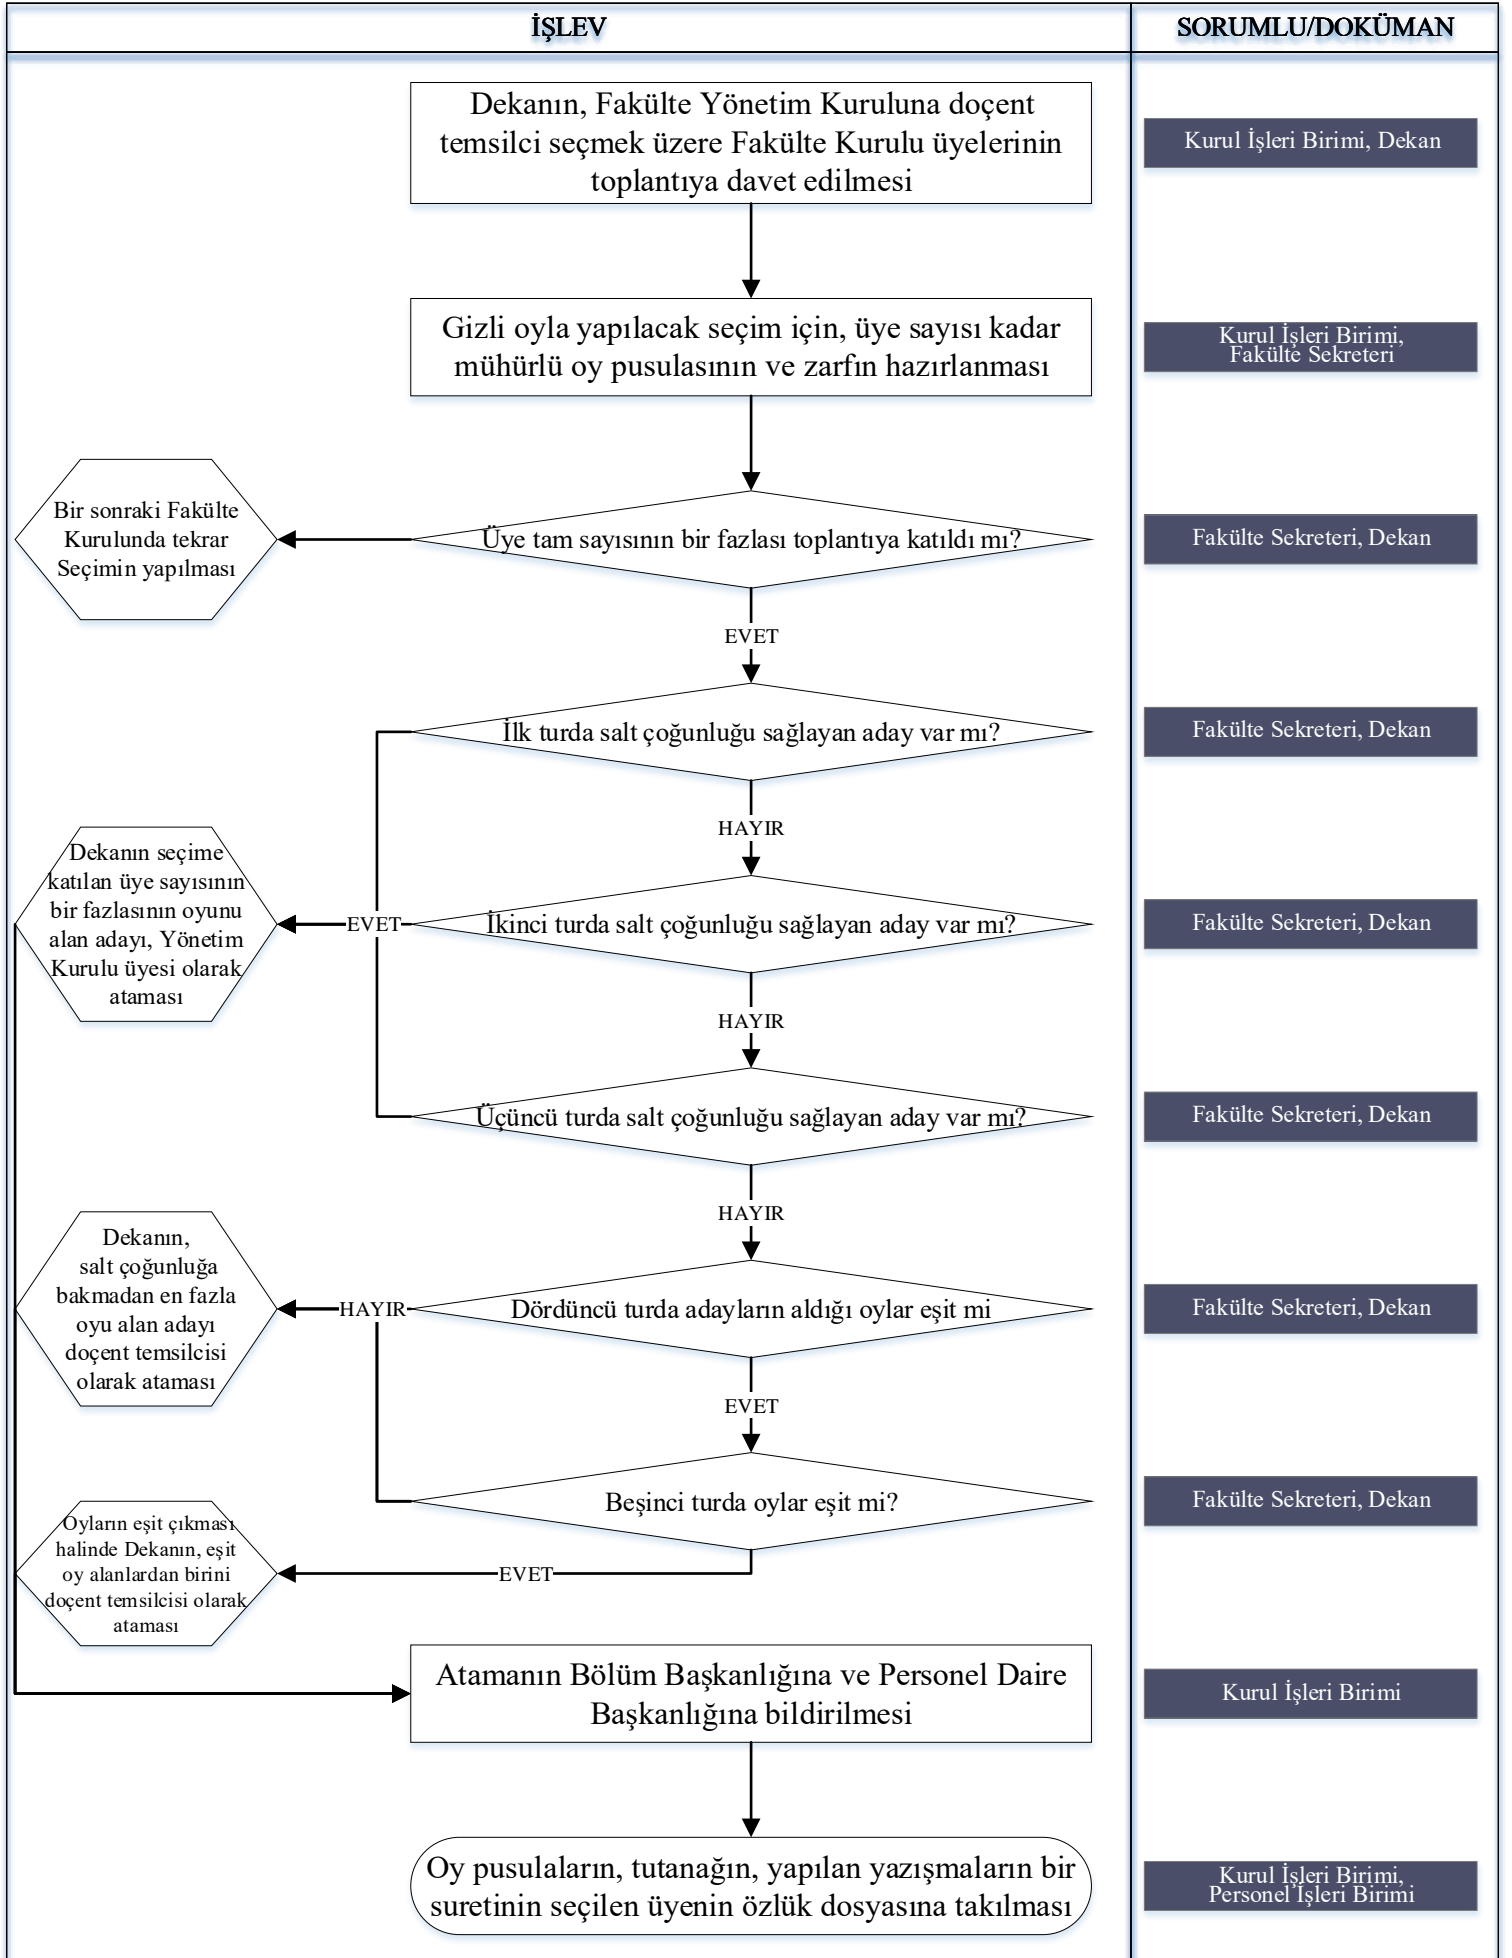 İŞLEV
SORUMLU/DOKÜMAN
Dekanın, Fakülte Yönetim Kuruluna doçent
temsilci seçmek üzere Fakülte Kurulu üyelerinin
toplantıya davet edilmesi
Kurul İşleri Birimi, Dekan
Gizli oyla yapılacak seçim için, üye sayısı kadar
mühürlü oy pusulasının ve zarfın hazırlanması
Kurul İşleri Birimi,
Fakülte Sekreteri
Bir sonraki Fakülte
Kurulunda tekrar
Seçimin yapılması
Üye tam sayısının bir fazlası toplantıya katıldı mı?
Fakülte Sekreteri, Dekan
EVET
İlk turda salt çoğunluğu sağlayan aday var mı?
Fakülte Sekreteri, Dekan
HAYIR
Dekanın seçime
katılan üye sayısının
bir fazlasının oyunu
alan adayı, Yönetim
Kurulu üyesi olarak
ataması
EVET
İkinci turda salt çoğunluğu sağlayan aday var mı?
Fakülte Sekreteri, Dekan
HAYIR
Üçüncü turda salt çoğunluğu sağlayan aday var mı?
Fakülte Sekreteri, Dekan
HAYIR
Dekanın,
salt çoğunluğa
bakmadan en fazla
oyu alan adayı
doçent temsilcisi
olarak ataması
HAYIR
Dördüncü turda adayların aldığı oylar eşit mi
Fakülte Sekreteri, Dekan
EVET
Beşinci turda oylar eşit mi?
Fakülte Sekreteri, Dekan
Oyların eşit çıkması
halinde Dekanın, eşit
oy alanlardan birini
doçent temsilcisi olarak
ataması
EVET
Atamanın Bölüm Başkanlığına ve Personel Daire
Başkanlığına bildirilmesi
Kurul İşleri Birimi
Oy pusulaların, tutanağın, yapılan yazışmaların bir
suretinin seçilen üyenin özlük dosyasına takılması
Kurul İşleri Birimi,
Personel İşleri Birimi